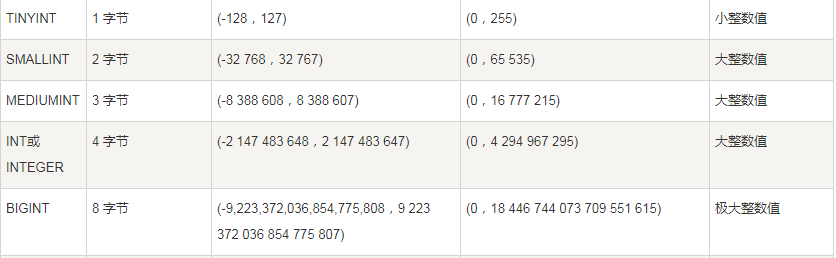 TINYINT 1 字节 (-128，127) (0，255) 小整数值
SMALLINT 2 字节 (-32 768，32 767) (0，65 535) 大整数值
MEDIUMINT 3 字节 (-8 388 608，8 388 607) (0，16 777 215) 大整数值
INT或 4 字节 (-2 147 483 648，2 147 483 647) (0，4 294 967 295) 大整数值
INTEGER
BIGINT 8 字节 (-9,223,372,036,854,775,808，9 223 (0，18 446 744 073 709 551 615) 极大整数值
372 036 854 775 807)